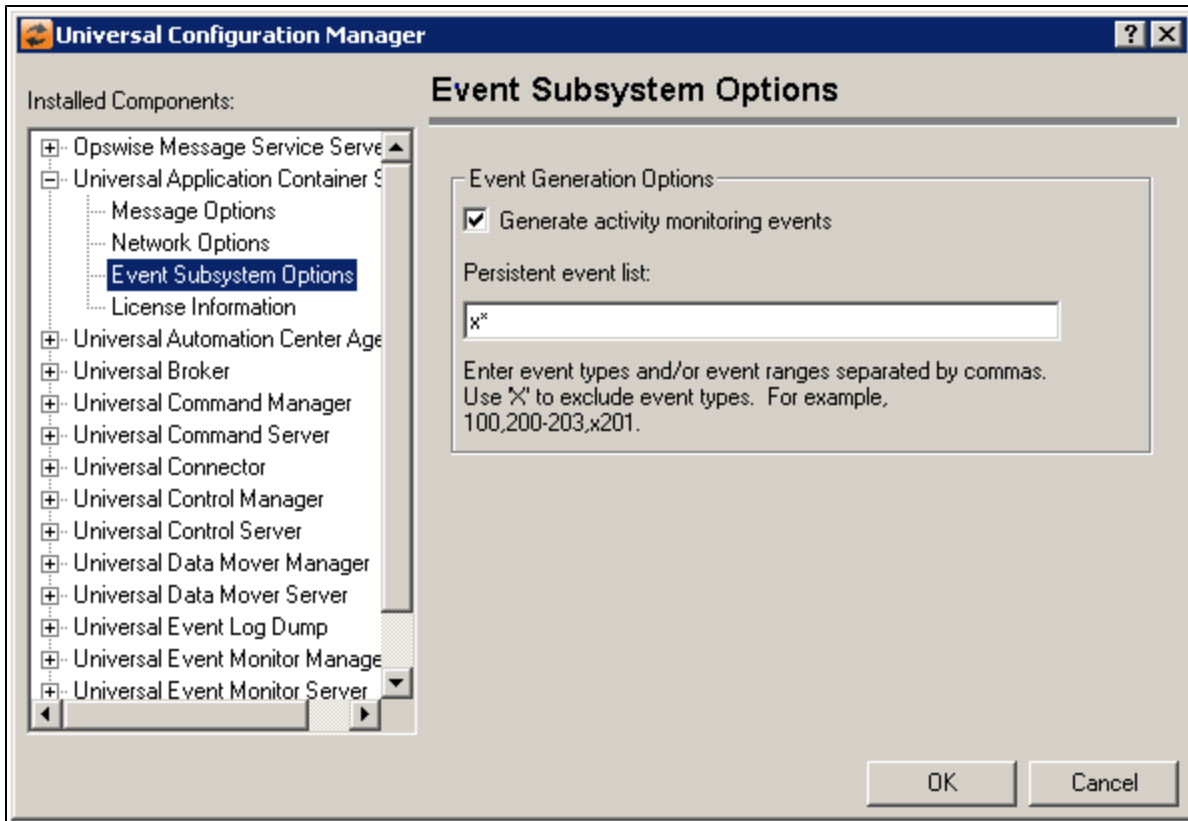 Universal Configuration Manager
Installed Components:
Opswise Message Service Serve
Universal Application Container S
Message Options
Network Options
Event Subsystem Options
License Information
Universal Automation Center Age
Universal Broker
Universal Command Manager
Universal Command Server
Universal Connector
Universal Control Manager
Universal Control Server
Universal Data Mover Manager
Universal Data Mover Server
Universal Event Log Dump
Universal Event Monitor Manage
Universal Event Monitor Server
Event Subsystem Options
Event Generation Options
Generate activity monitoring events
Persistent event list:
x*
Enter event types and/or event ranges separated by commas.
Use 'X' to exclude event types.  For example,
100,200-203,x201.
OK
Cancel